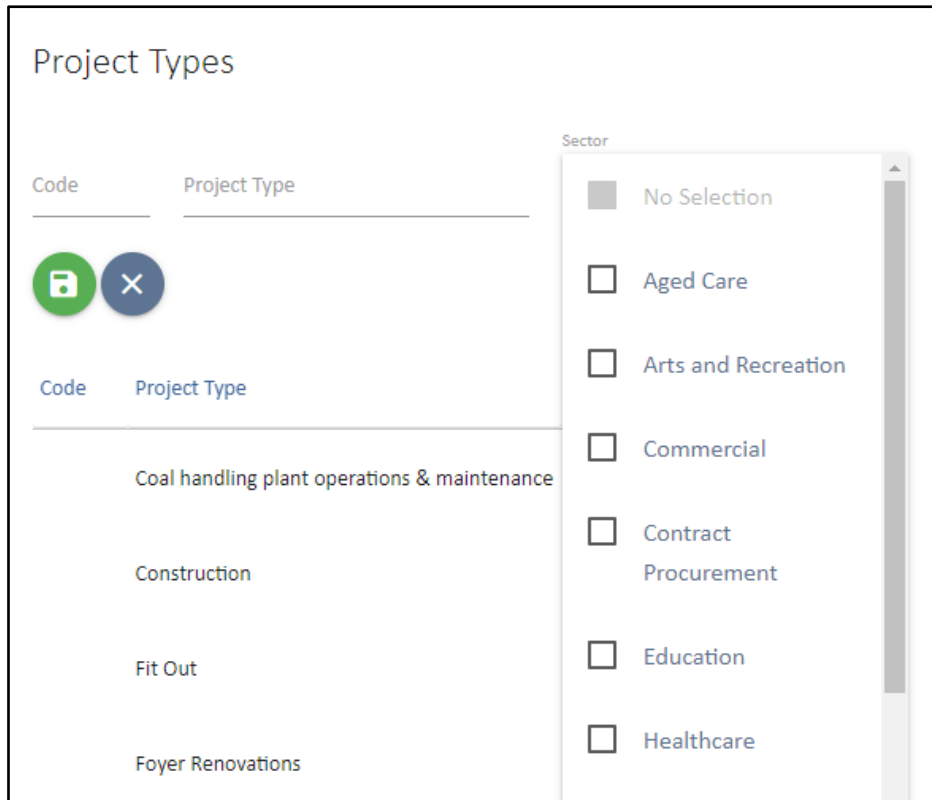 Project Types
Sector
Code
Project Type
No Selection
Aged Care
Arts and Recreation
Code
Project Type
Commercial
Coal handling plant operations & maintenance
Contract
Procurement
Construction
Education
Fit Out
Healthcare
Foyer Renovations